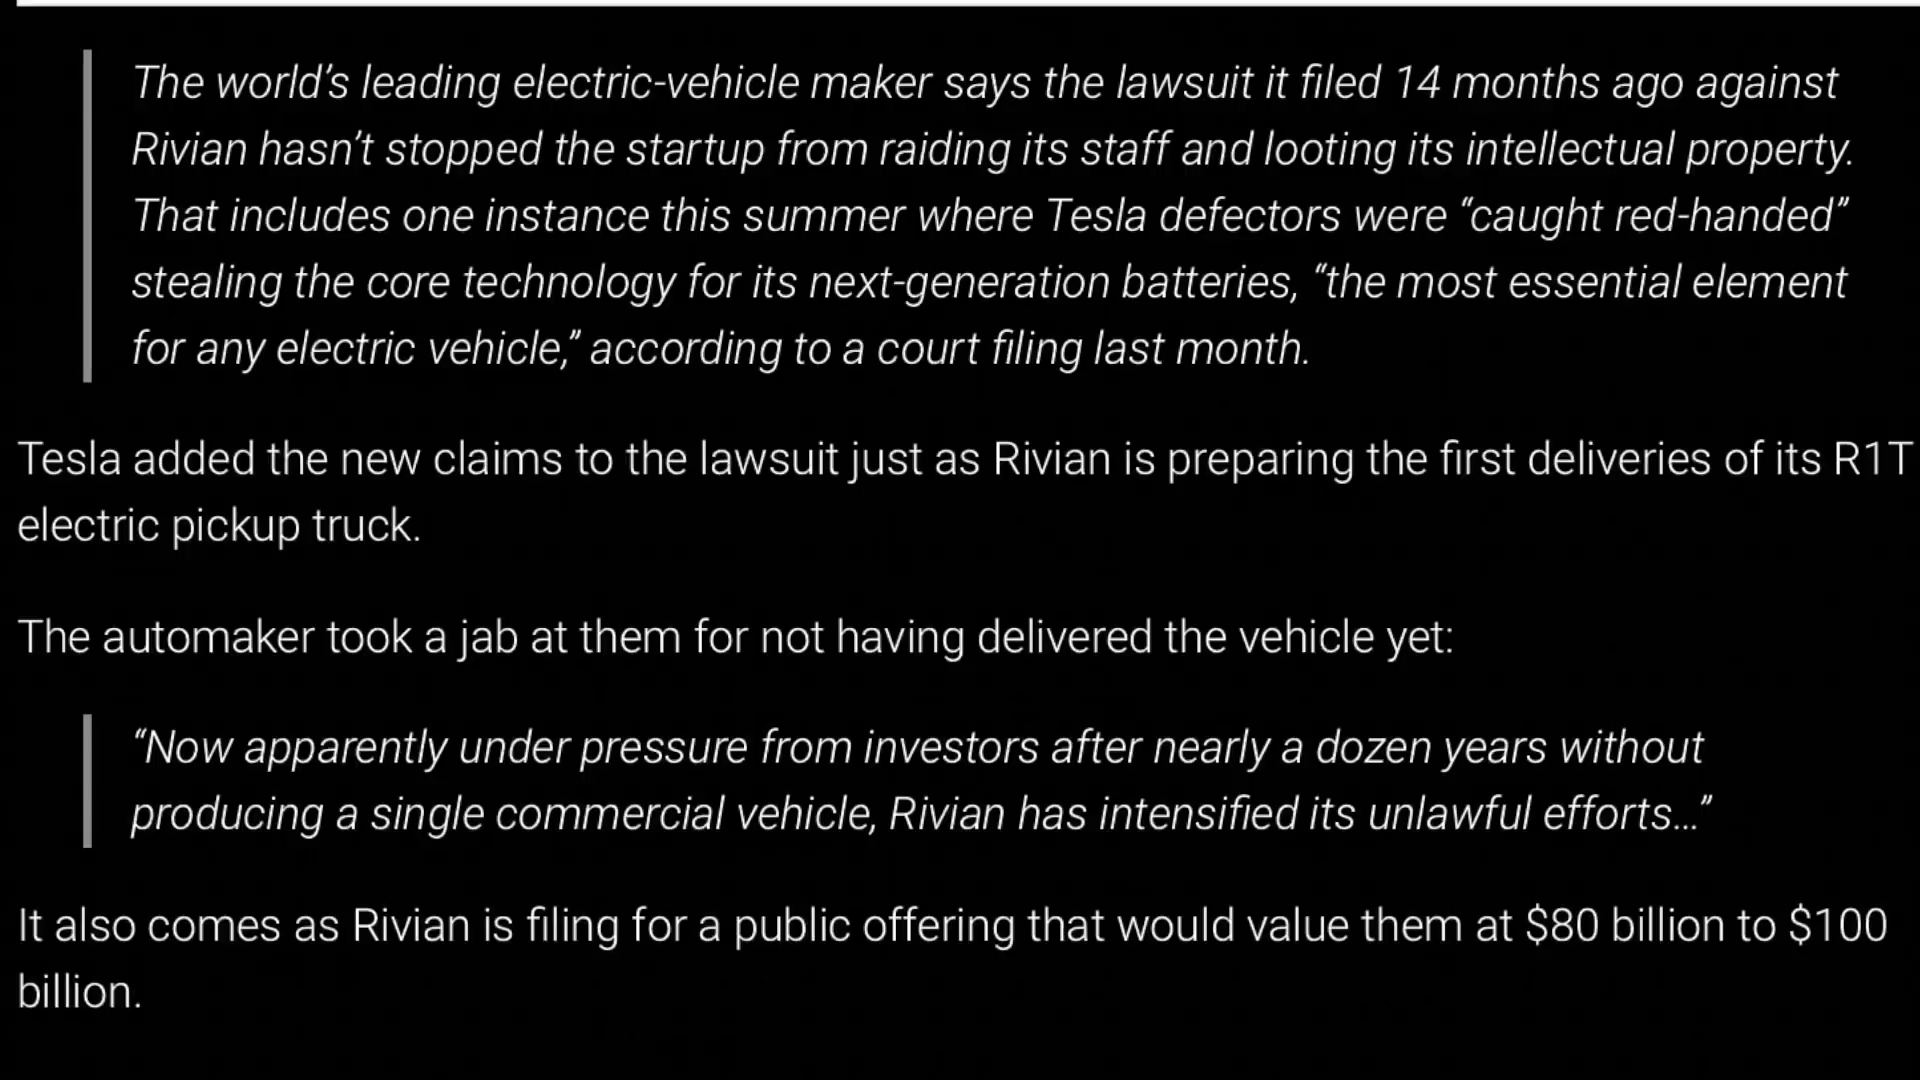 The world’s leading electric-vehicle maker says the lawsuit it filed 14 months ago against
Rivian hasn’t stopped the startup from raiding its staff and looting its intellectual property.
That includes one instance this summer where Tesla defectors were “caught red-handed”
stealing the core technology for its next-generation batteries, “the most essential element
for any electric vehicle,” according to a court filing last month.
Tesla added the new claims to the lawsuit just as Rivian is preparing the first deliveries of its R1T
electric pickup truck.
The automaker took a jab at them for not having delivered the vehicle yet:
“Now apparently under pressure from investors after nearly a dozen years without
producing a single commercial vehicle, Rivian has intensified its unlawful efforts…”
It also comes as Rivian is filing for a public offering that would value them at $80 billion to $100
billion.